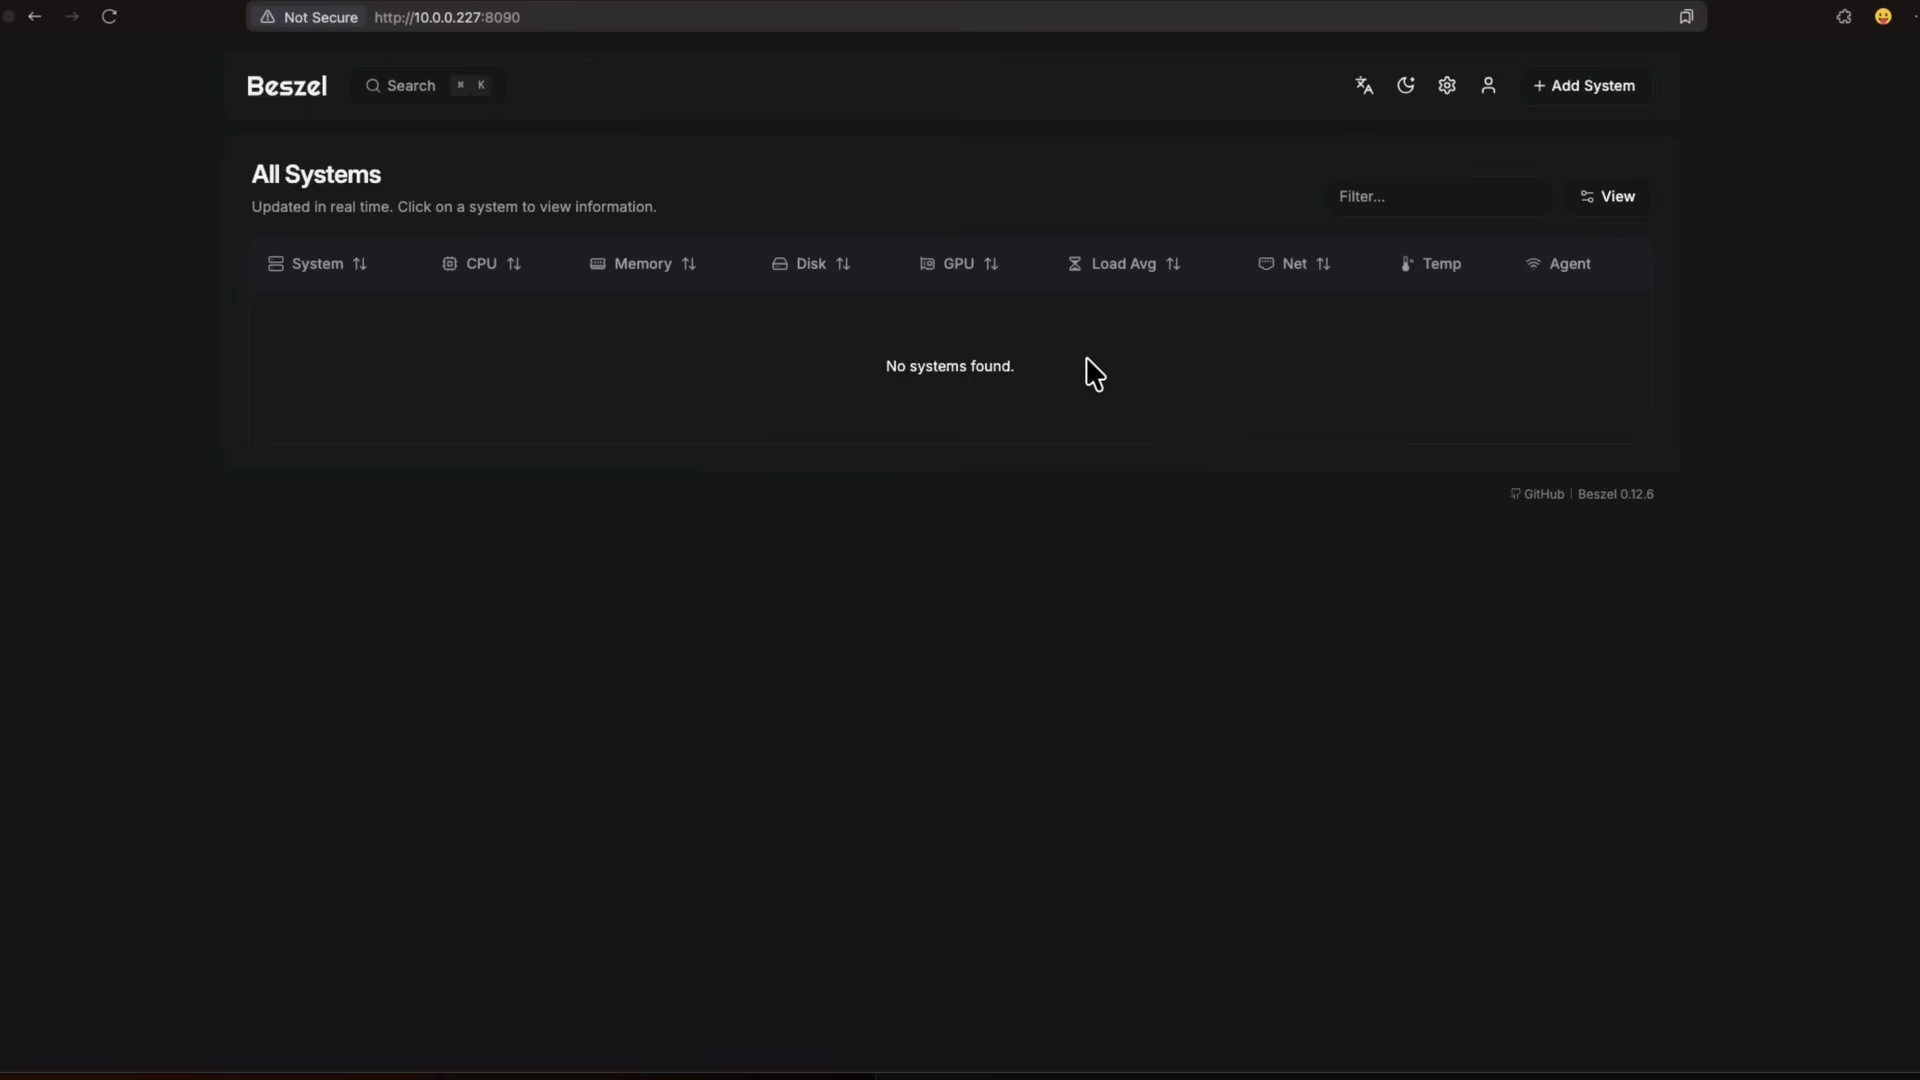 Not Secure http://10.0.0.227:8090
Beszel Search ⌘ K + Add System
All Systems
Updated in real time. Click on a system to view information.
Filter... View
System CPU Memory Disk GPU Load Avg Net Temp Agent
No systems found.
GitHub | Beszel 0.12.6